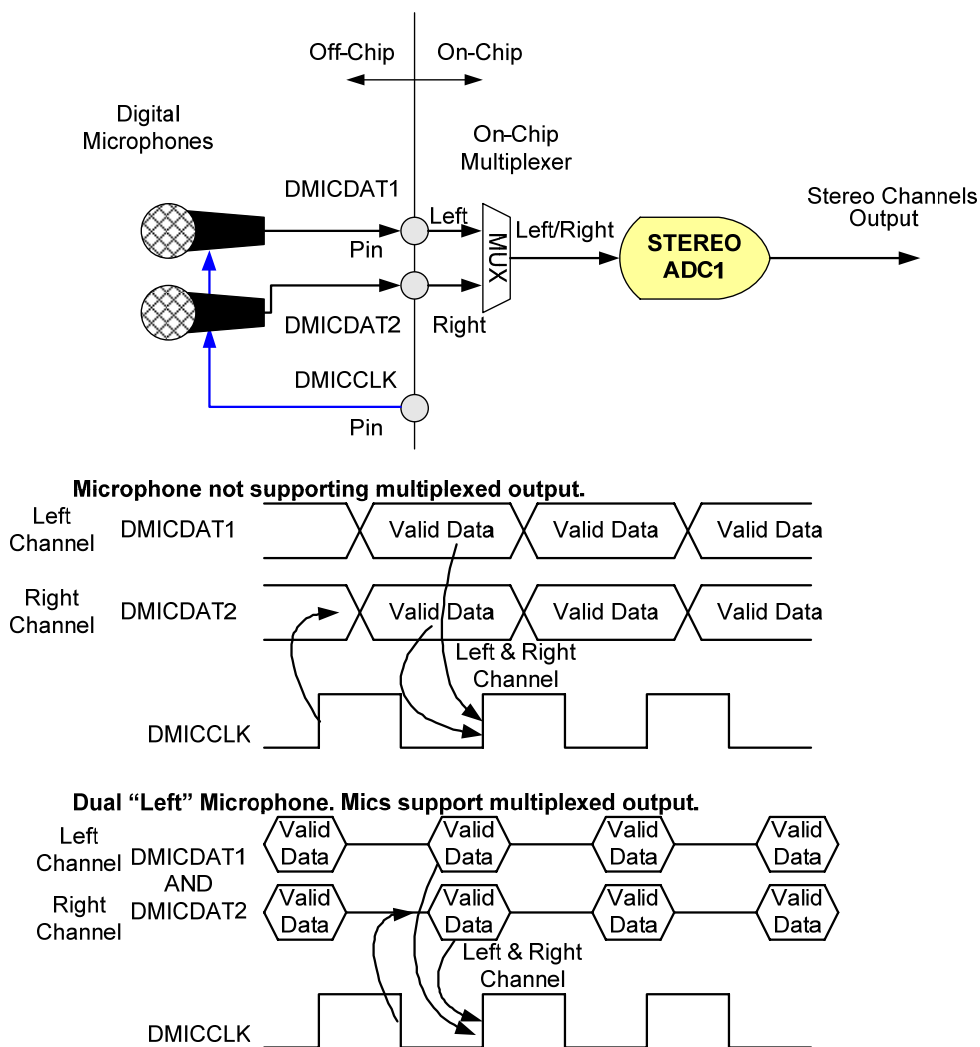 Off-Chip
On-Chip
Digital
Microphones
On-Chip
Multiplexer
DMICDAT1
Left
Left/Right
Stereo Channels
Output
Pin
MUX
STEREO
ADC1
DMICDAT2
Right
DMICCLK
Pin
Microphone not supporting multiplexed output.
Left
Channel
DMICDAT1
Valid Data
Valid Data
Valid Data
Right
Channel
DMICDAT2
Valid Data
Valid Data
Valid Data
Left & Right
Channel
DMICCLK
Dual “Left” Microphone. Mics support multiplexed output.
Left
Channel
Valid
Data
Valid
Data
Valid
Data
Valid
Data
DMICDAT1
AND
DMICDAT2
Right
Channel
Valid
Data
Valid
Data
Valid
Data
Valid
Data
Left & Right
Channel
DMICCLK